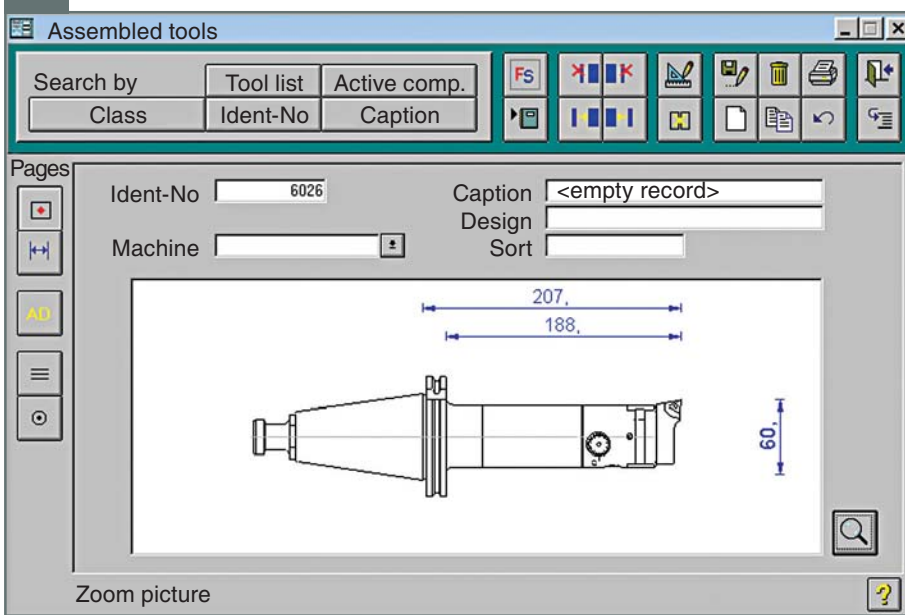 Assembled tools
Search by Tool list Active comp.
Class Ident-No Caption
FS
Pages
Ident-No 6026 Caption <empty record>
Design
Machine Sort
AD
207,
188,
60,
Zoom picture
?